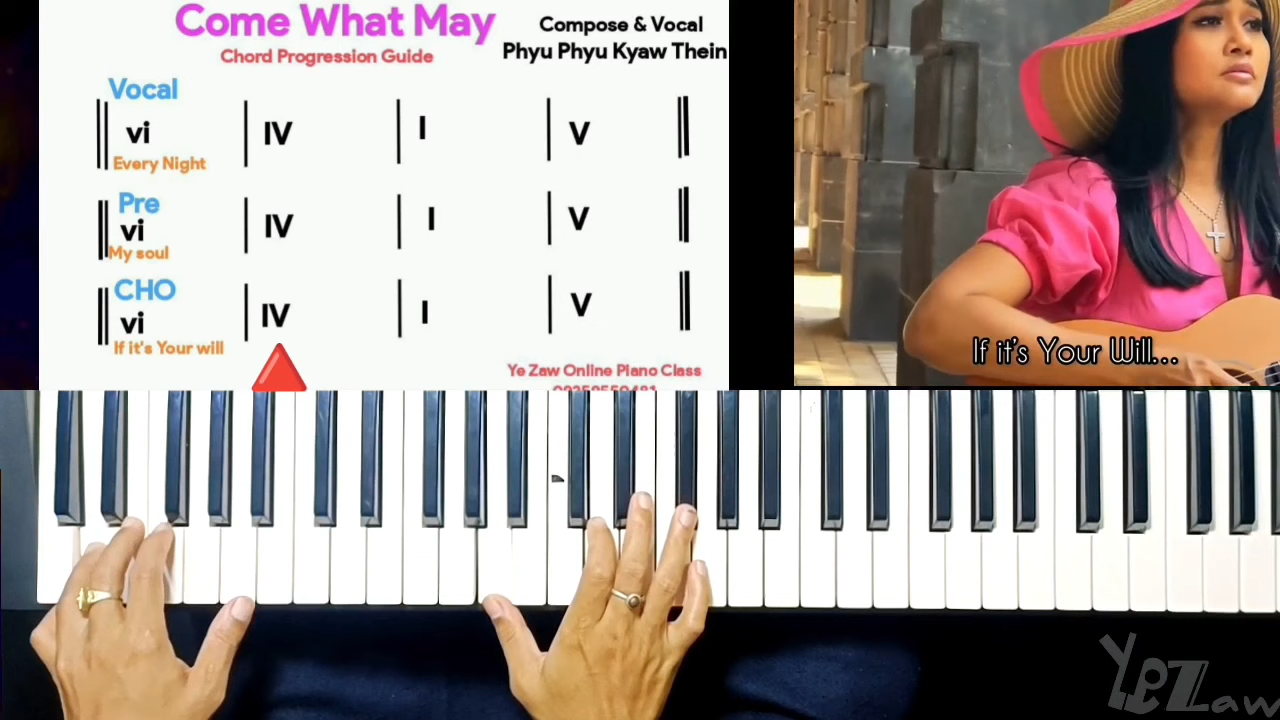 Come What May
Compose & Vocal
Chord Progression Guide
Phyu Phyu Kyaw Thein
Vocal
vi IV I V
Every Night
Pre
vi IV I V
My soul
CHO
vi IV I V
If it's Your will
If it's Your Will...
Ye Zaw Online Piano Class
Ye Zaw